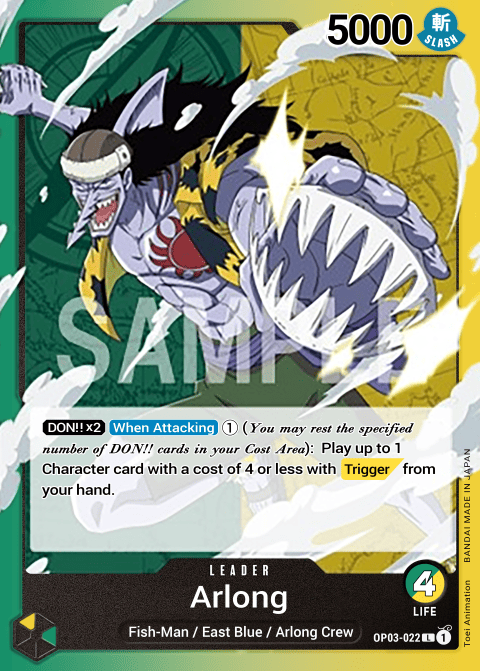 5000
斬
SLASH
SAMPLE
DON!! ×2 When Attacking ① (You may rest the specified
number of DON!! cards in your Cost Area): Play up to 1
Character card with a cost of 4 or less with Trigger from
your hand.
LEADER
Arlong
4
LIFE
Fish-Man / East Blue / Arlong Crew
OP03-022 L 1
Toei Animation BANDAI MADE IN JAPAN